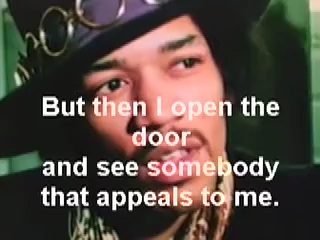 But then I open the
door
and see somebody
that appeals to me.